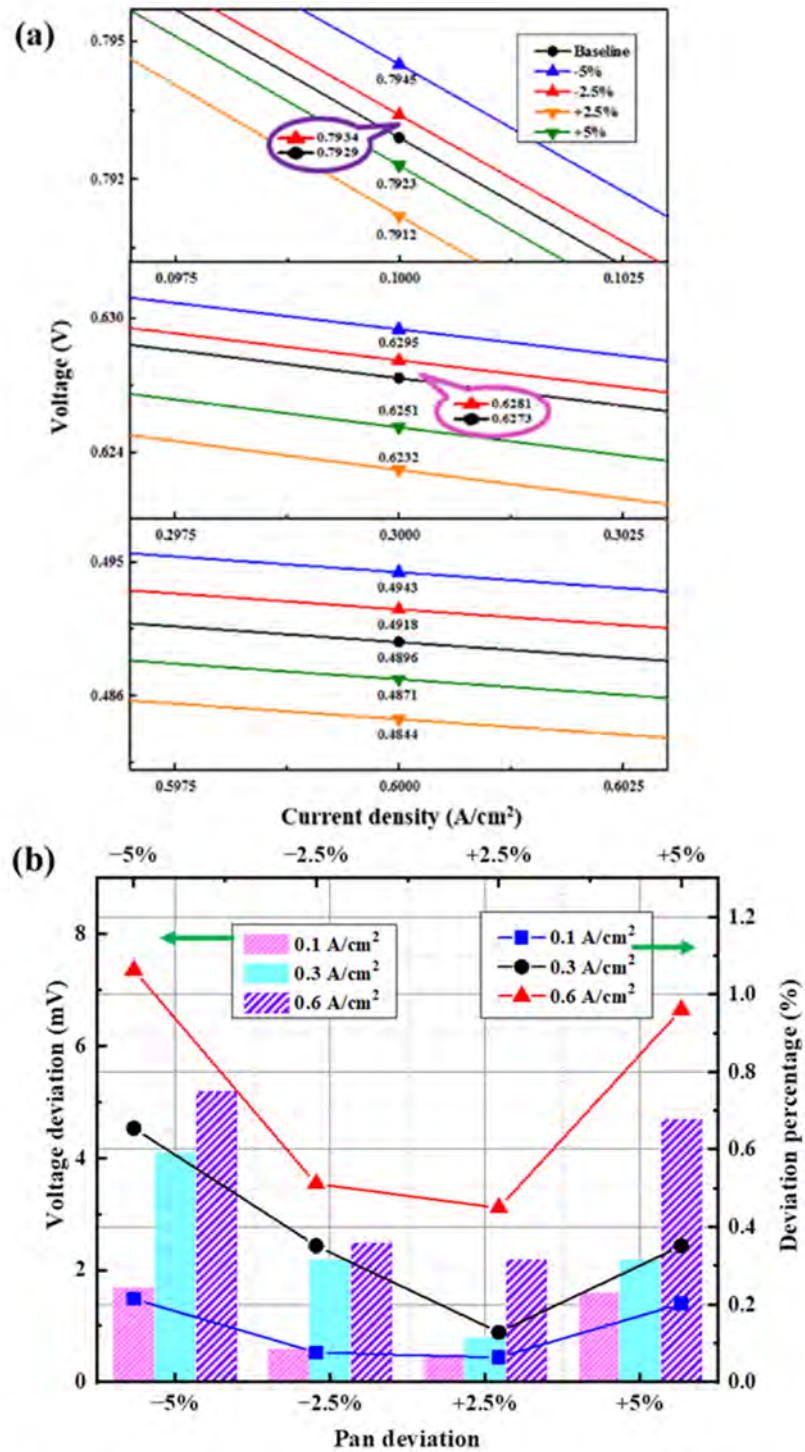 (a)
0.795
0.792
0.7945
0.7934
0.7929
0.7923
0.7912
Baseline
-5%
-2.5%
+2.5%
+5%
0.0975 0.1000 0.1025
Voltage (V)
0.630
0.624
0.6295
0.6281
0.6273
0.6251
0.6232
0.2975 0.3000 0.3025
0.495
0.486
0.4943
0.4918
0.4896
0.4871
0.4844
0.5975 0.6000 0.6025
Current density (A/cm²)
(b)
−5% −2.5% +2.5% +5%
Voltage deviation (mV)
8
6
4
2
0
0.1 A/cm²
0.3 A/cm²
0.6 A/cm²
0.1 A/cm²
0.3 A/cm²
0.6 A/cm²
1.2
1.0
0.8
0.6
0.4
0.2
0.0
Deviation percentage (%)
−5% −2.5% +2.5% +5%
Pan deviation